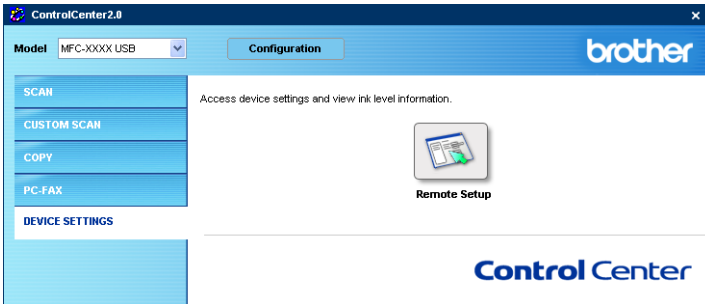 ControlCenter2.0
Model MFC-XXXX USB Configuration brother
SCAN
Access device settings and view ink level information.
CUSTOM SCAN
COPY
PC-FAX
Remote Setup
DEVICE SETTINGS
Control Center